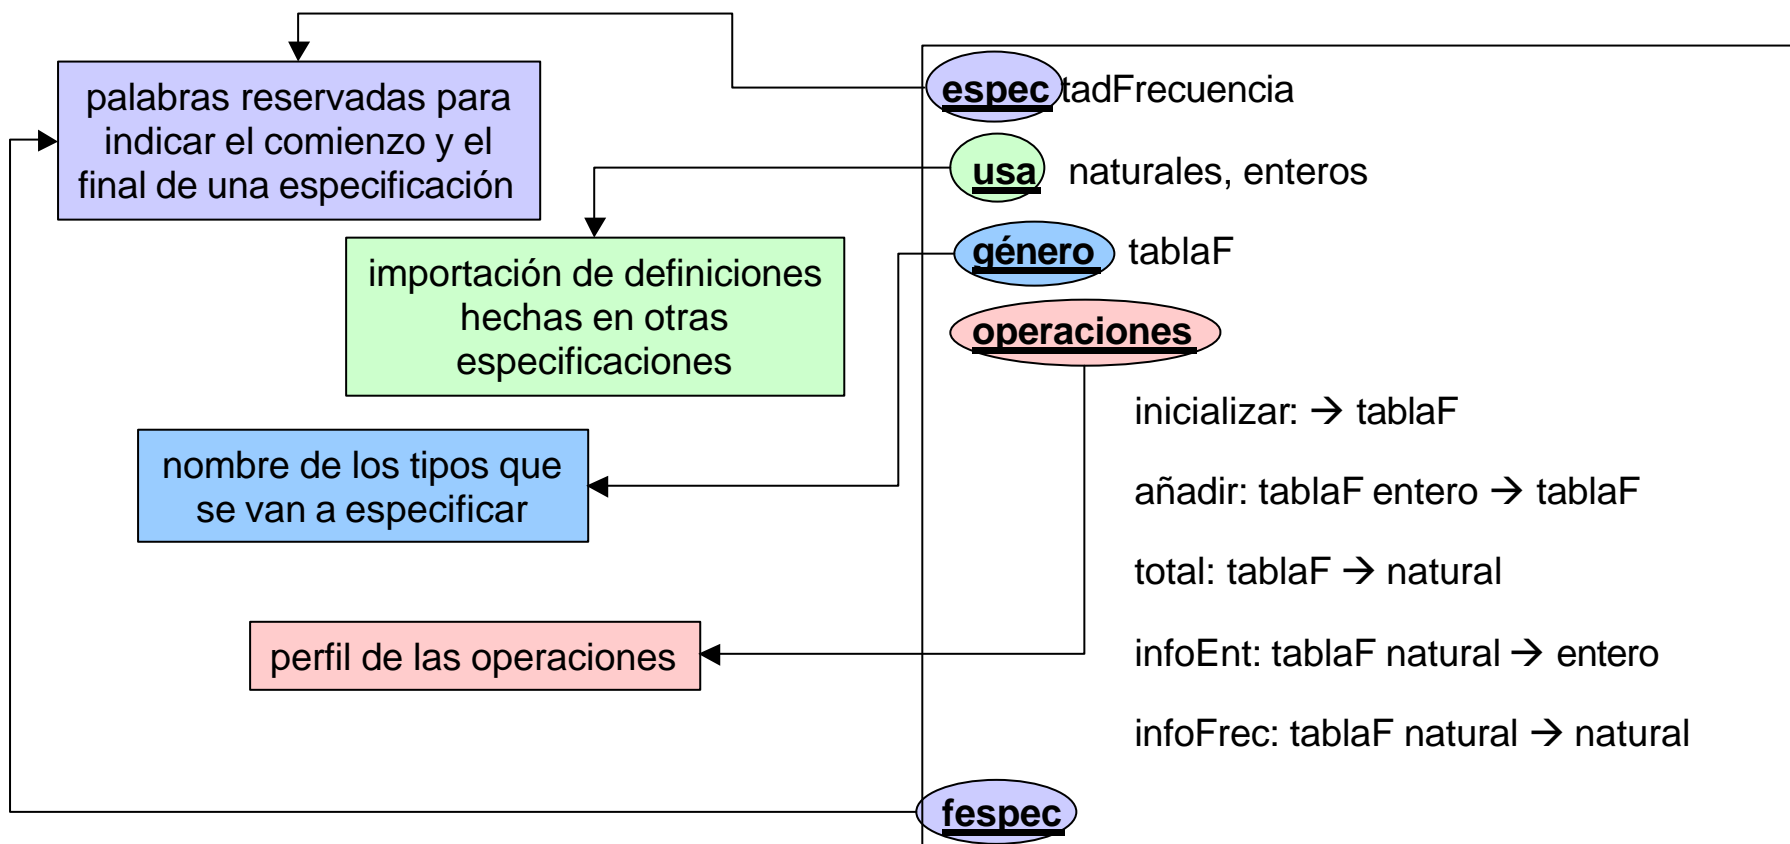 palabras reservadas para
indicar el comienzo y el
final de una especificación
importación de definiciones
hechas en otras
especificaciones
nombre de los tipos que
se van a especificar
perfil de las operaciones
espec tadFrecuencia
usa naturales, enteros
género tablaF
operaciones
inicializar: → tablaF
añadir: tablaF entero → tablaF
total: tablaF → natural
infoEnt: tablaF natural → entero
infoFrec: tablaF natural → natural
fespec